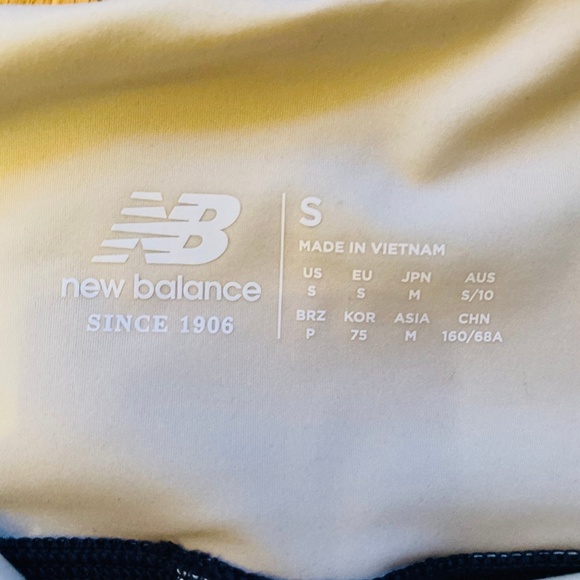 NB
new balance
SINCE 1906
S
MADE IN VIETNAM
US EU JPN AUS
S S M S/10
BRZ KOR ASIA CHN
P 75 M 160/68A